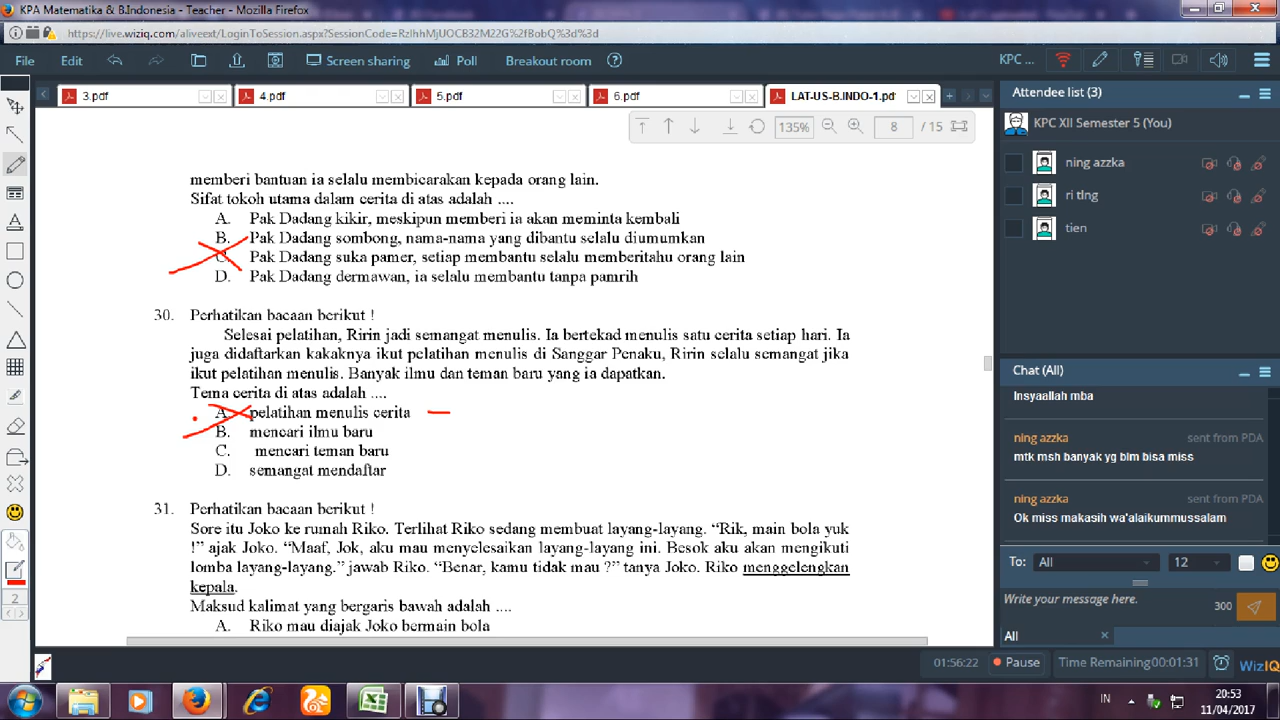 KPA Matematika & B.Indonesia - Teacher - Mozilla Firefox
https://live.wiziq.com/aliveext/LoginToSession.aspx?SessionCode=RzIhhMjUOCB32M22G%2fBobQ%3d%3d
File Edit Screen sharing Poll Breakout room KPC ...
3.pdf 4.pdf 5.pdf 6.pdf LAT-US-B.INDO-1.pd
135% 8 / 15
memberi bantuan ia selalu membicarakan kepada orang lain.
Sifat tokoh utama dalam cerita di atas adalah ....
A. Pak Dadang kikir, meskipun memberi ia akan meminta kembali
B. Pak Dadang sombong, nama-nama yang dibantu selalu diumumkan
C. Pak Dadang suka pamer, setiap membantu selalu memberitahu orang lain
D. Pak Dadang dermawan, ia selalu membantu tanpa pamrih
30. Perhatikan bacaan berikut !
Selesai pelatihan, Ririn jadi semangat menulis. Ia bertekad menulis satu cerita setiap hari. Ia
juga didaftarkan kakaknya ikut pelatihan menulis di Sanggar Penaku, Ririn selalu semangat jika
ikut pelatihan menulis. Banyak ilmu dan teman baru yang ia dapatkan.
Tema cerita di atas adalah ....
A. pelatihan menulis cerita
B. mencari ilmu baru
C. mencari teman baru
D. semangat mendaftar
31. Perhatikan bacaan berikut !
Sore itu Joko ke rumah Riko. Terlihat Riko sedang membuat layang-layang. “Rik, main bola yuk
!” ajak Joko. “Maaf, Jok, aku mau menyelesaikan layang-layang ini. Besok aku akan mengikuti
lomba layang-layang.” jawab Riko. “Benar, kamu tidak mau ?” tanya Joko. Riko menggelengkan
kepala.
Maksud kalimat yang bergaris bawah adalah ....
A. Riko mau diajak Joko bermain bola
2
Attendee list (3)
KPC XII Semester 5 (You)
ning azzka
ri tIng
tien
Chat (All)
Insyaallah mba
ning azzka sent from PDA
mtk msh banyak yg blm bisa miss
ning azzka sent from PDA
Ok miss makasih wa'alaikummussalam
To: All 12
Write your message here. 300
All
01:56:22 Pause Time Remaining00:01:31 WizIQ
IN 20:53
11/04/2017